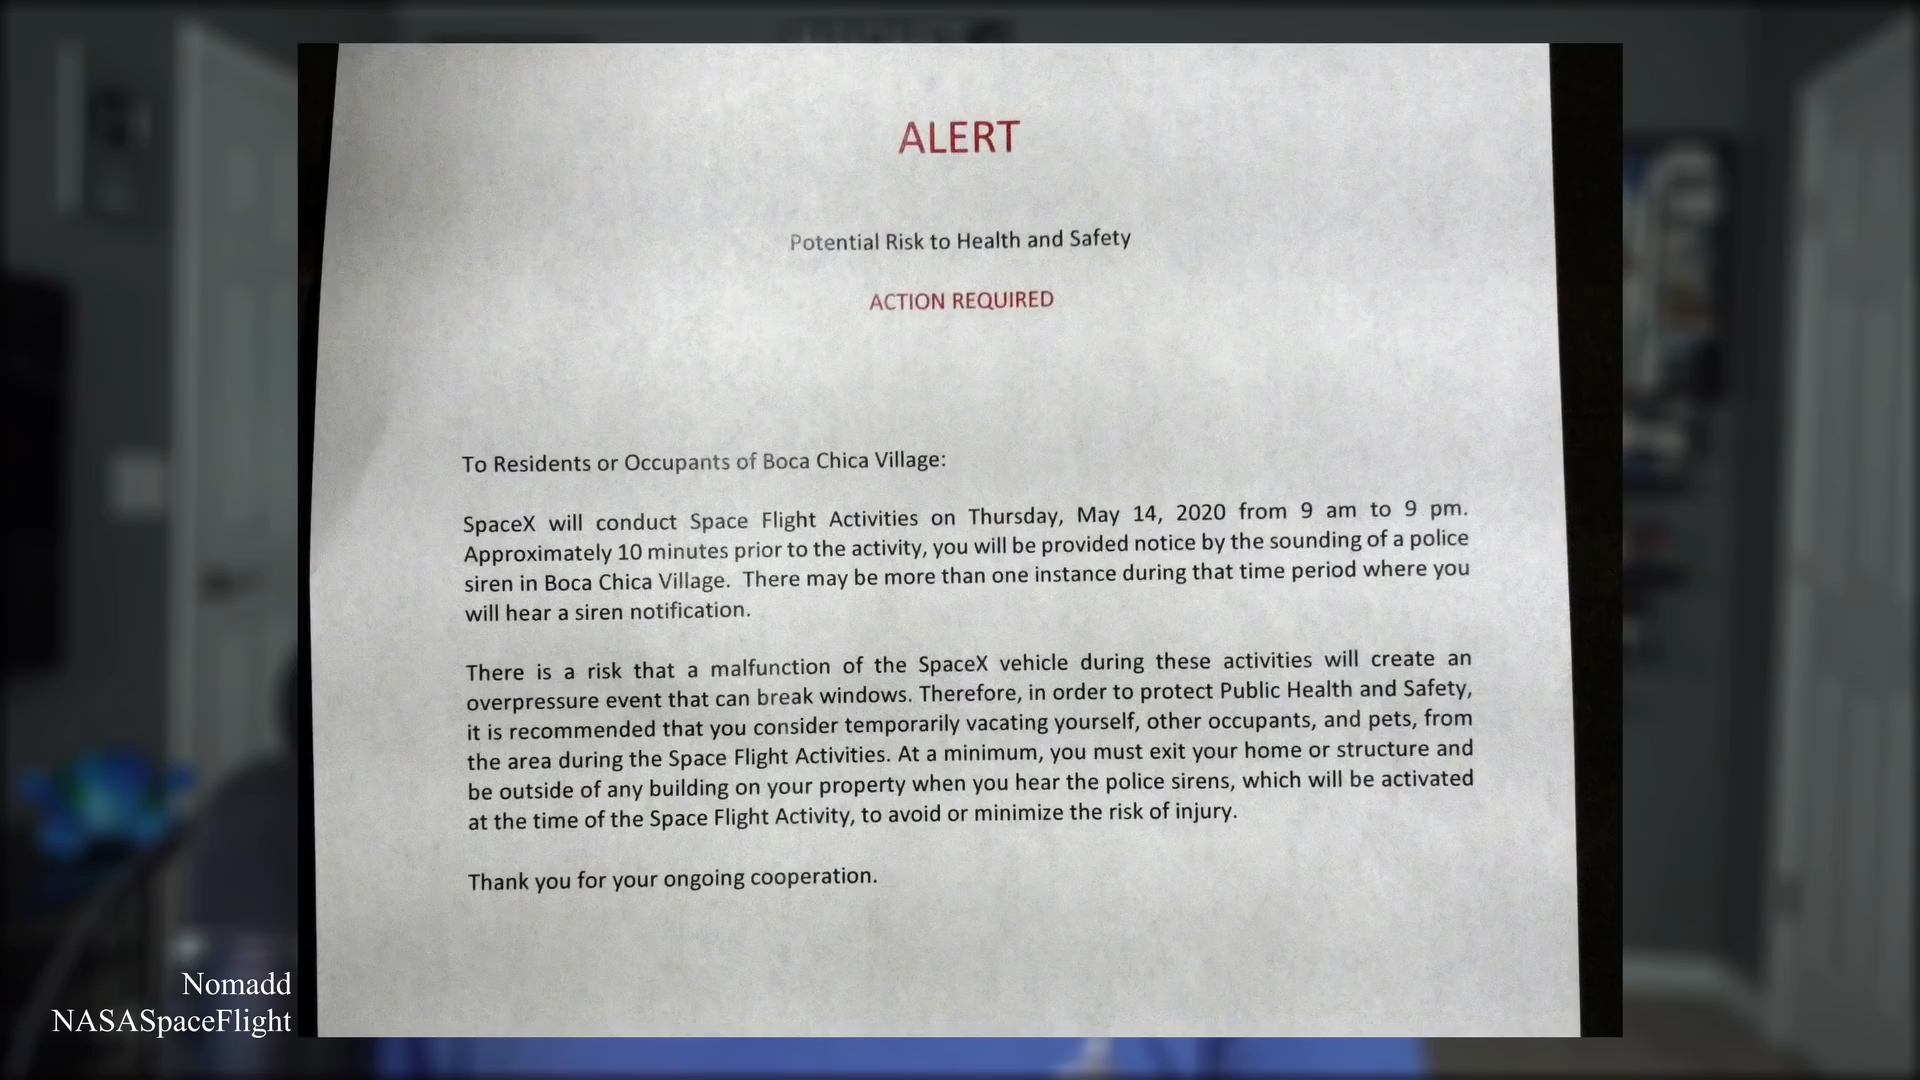 ALERT
Potential Risk to Health and Safety
ACTION REQUIRED
To Residents or Occupants of Boca Chica Village:
SpaceX will conduct Space Flight Activities on Thursday, May 14, 2020 from 9 am to 9 pm.
Approximately 10 minutes prior to the activity, you will be provided notice by the sounding of a police
siren in Boca Chica Village. There may be more than one instance during that time period where you
will hear a siren notification.
There is a risk that a malfunction of the SpaceX vehicle during these activities will create an
overpressure event that can break windows. Therefore, in order to protect Public Health and Safety,
it is recommended that you consider temporarily vacating yourself, other occupants, and pets, from
the area during the Space Flight Activities. At a minimum, you must exit your home or structure and
be outside of any building on your property when you hear the police sirens, which will be activated
at the time of the Space Flight Activity, to avoid or minimize the risk of injury.
Thank you for your ongoing cooperation.
Nomadd
NASASpaceFlight